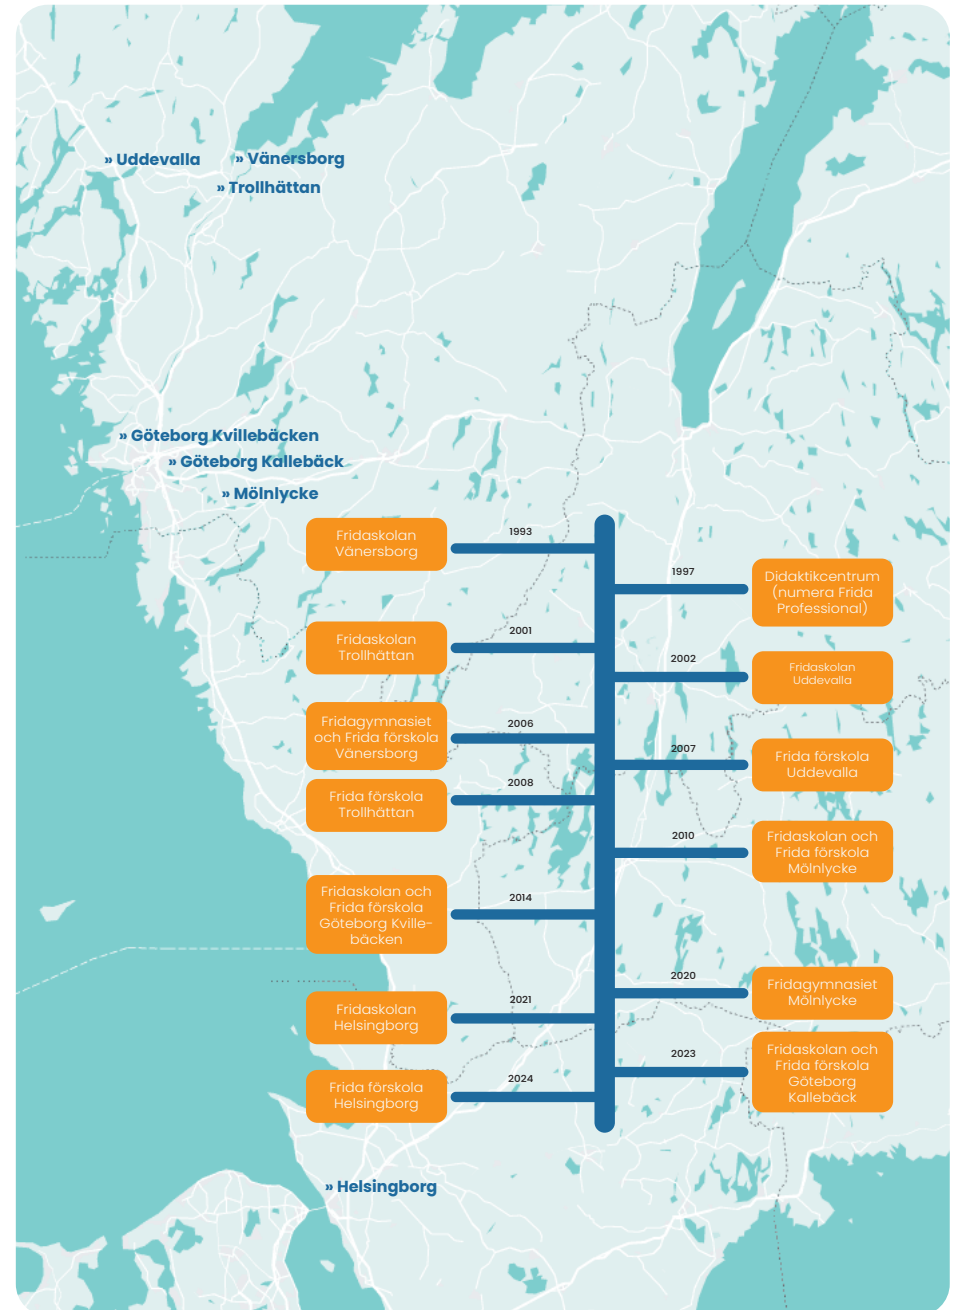 » Uddevalla
» Vänersborg
» Trollhättan
» Göteborg Kvillebäcken
» Göteborg Kallebäck
» Mölnlycke
1993
Fridaskolan
Vänersborg
1997
Didaktikcentrum
(numera Frida
Professional)
2001
Fridaskolan
Trollhättan
2002
Fridaskolan
Uddevalla
2006
Fridagymnasiet
och Frida förskola
Vänersborg
2007
Frida förskola
Uddevalla
2008
Frida förskola
Trollhättan
2010
Fridaskolan och
Frida förskola
Mölnlycke
2014
Fridaskolan och
Frida förskola
Göteborg Kville-
bäcken
2020
Fridagymnasiet
Mölnlycke
2021
Fridaskolan
Helsingborg
2023
Fridaskolan och
Frida förskola
Göteborg
Kallebäck
2024
Frida förskola
Helsingborg
» Helsingborg